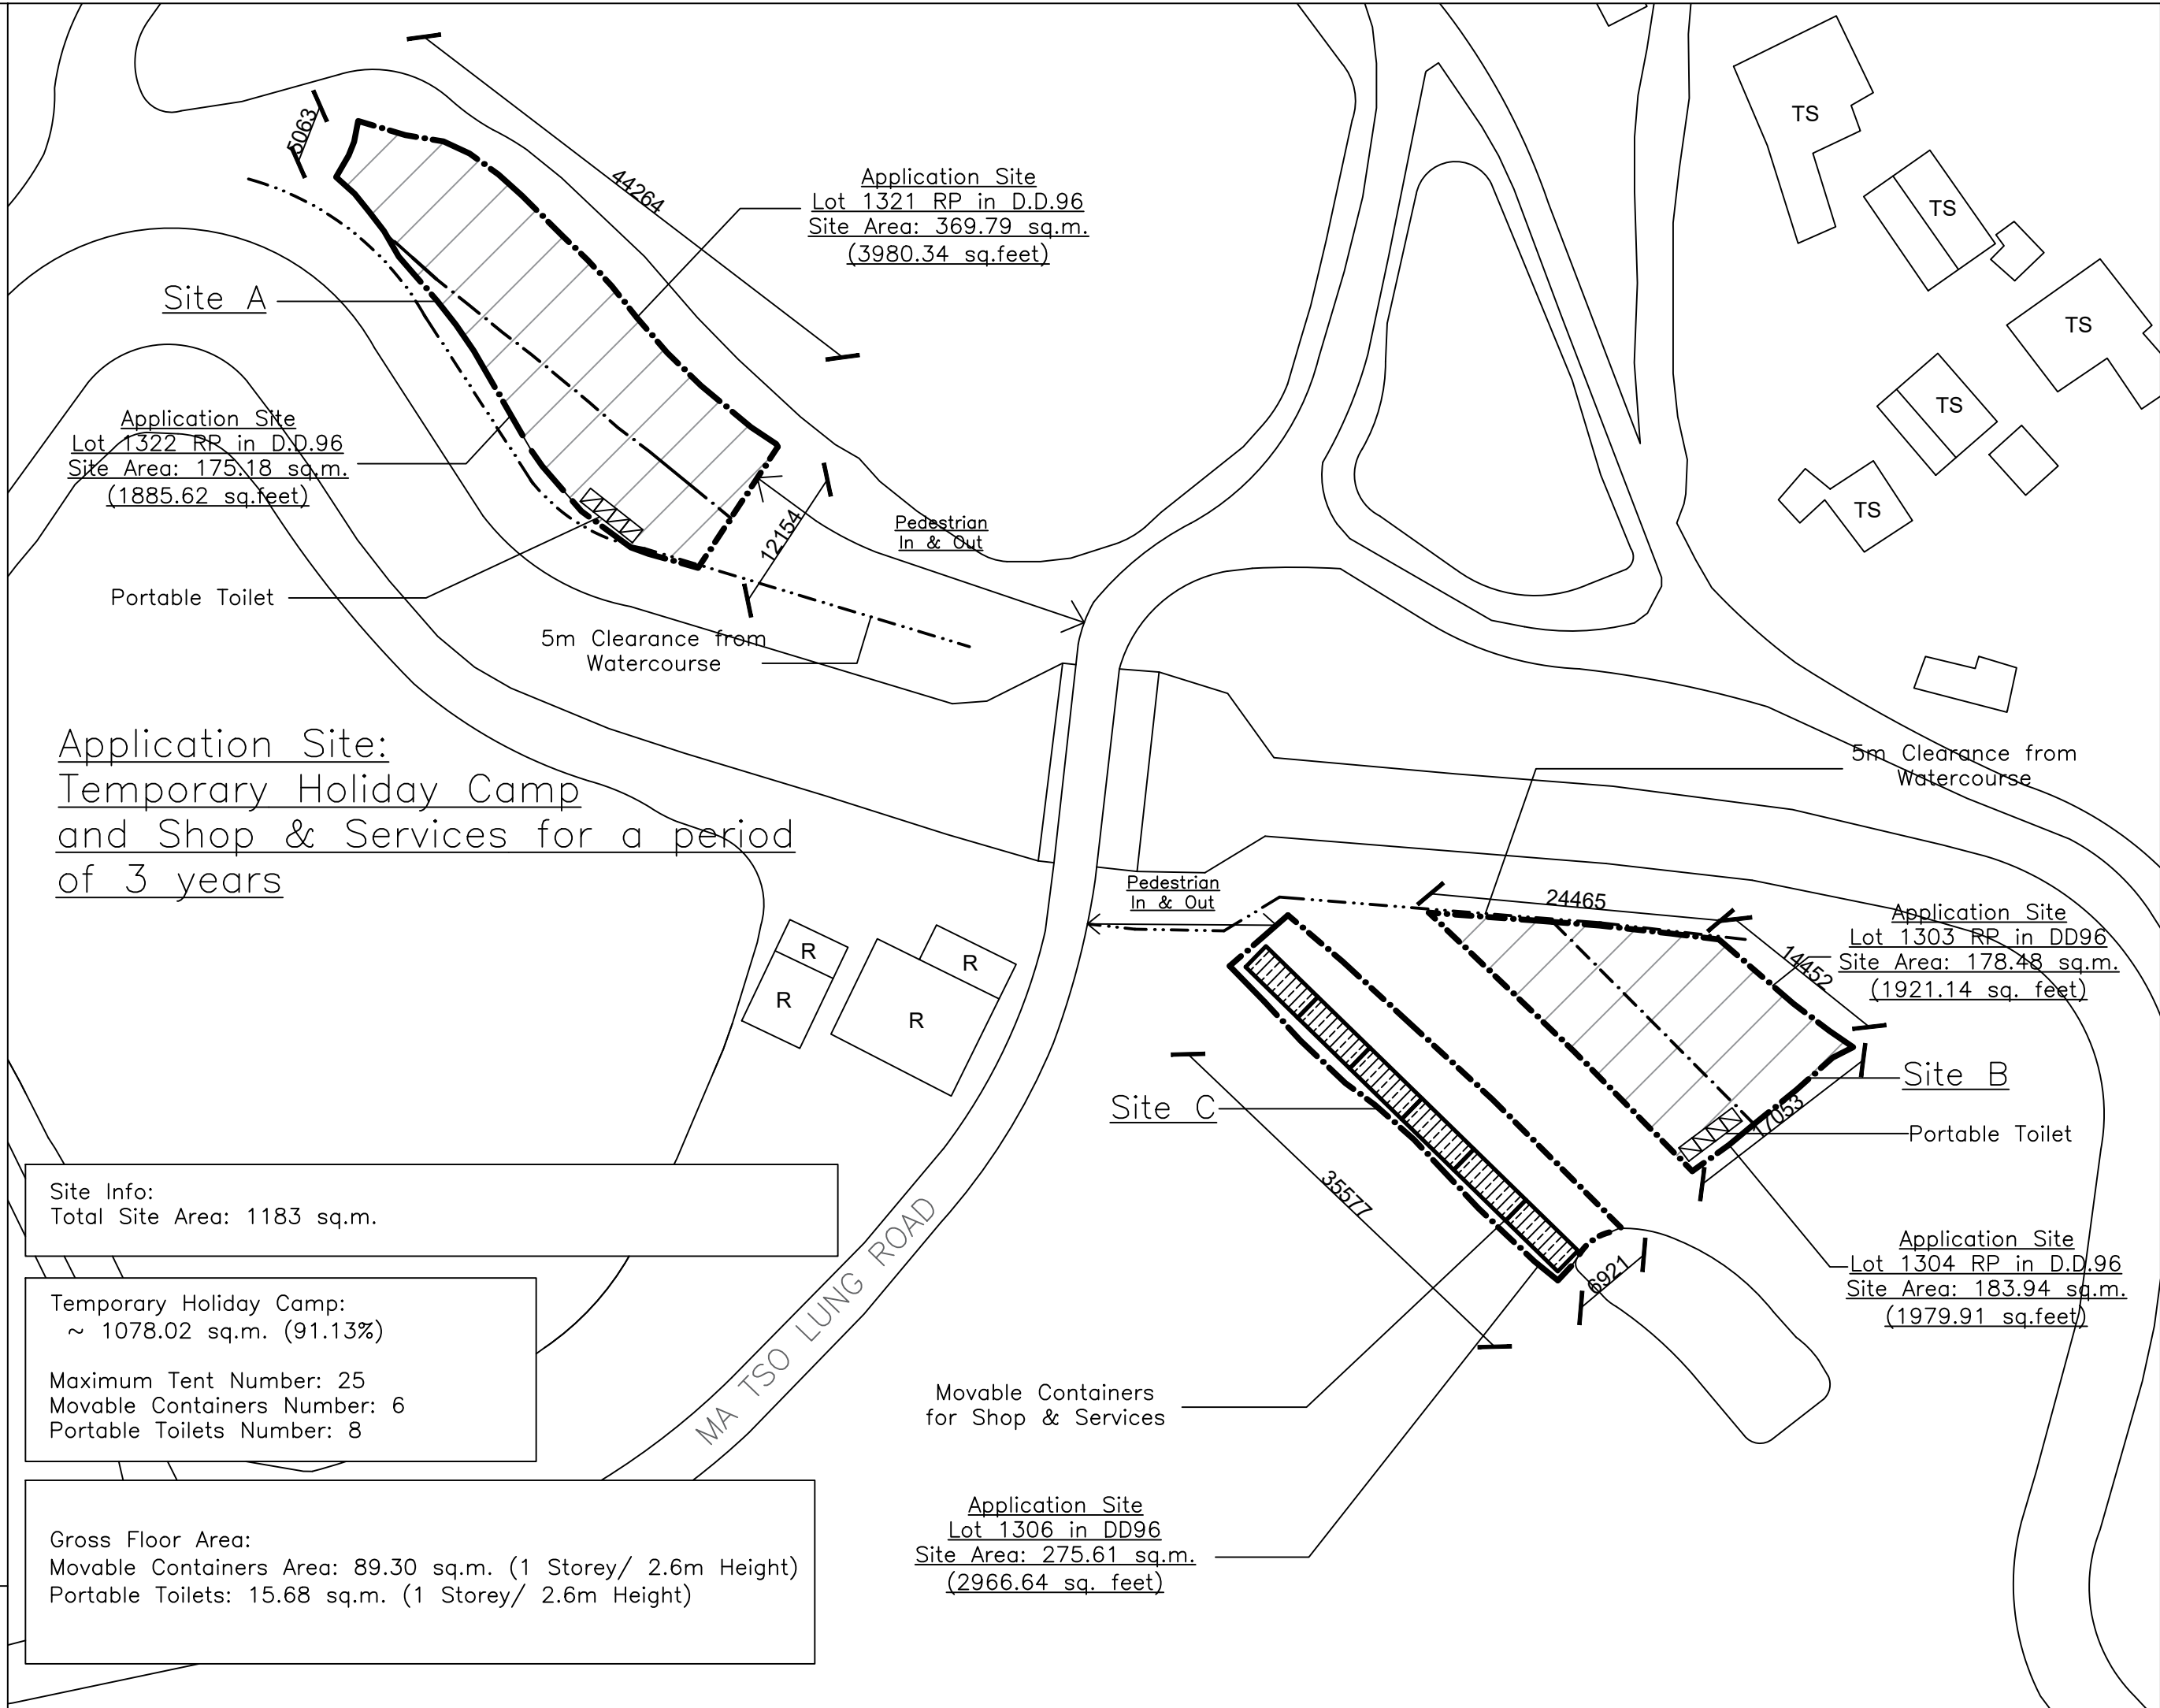 5063
44264
Application Site
Lot 1321 RP in D.D.96
Site Area: 369.79 sq.m.
(3980.34 sq.feet)
TS
TS
TS
TS
TS
Site A
Application Site
Lot 1322 RP in D.D.96
Site Area: 175.18 sq.m.
(1885.62 sq.feet)
12154
Pedestrian
In & Out
Portable Toilet
5m Clearance from
Watercourse
Application Site:
Temporary Holiday Camp
and Shop & Services for a period
of 3 years
5m Clearance from
Watercourse
Pedestrian
In & Out
24465
14452
Application Site
Lot 1303 RP in DD96
Site Area: 178.48 sq.m.
(1921.14 sq. feet)
R
R
R
R
Site B
Site C
17053
Portable Toilet
35577
6921
Application Site
Lot 1304 RP in D.D.96
Site Area: 183.94 sq.m.
(1979.91 sq.feet)
Site Info:
Total Site Area: 1183 sq.m.
MA TSO LUNG ROAD
Temporary Holiday Camp:
~ 1078.02 sq.m. (91.13%)
Maximum Tent Number: 25
Movable Containers Number: 6
Portable Toilets Number: 8
Movable Containers
for Shop & Services
Application Site
Lot 1306 in DD96
Site Area: 275.61 sq.m.
(2966.64 sq. feet)
Gross Floor Area:
Movable Containers Area: 89.30 sq.m. (1 Storey/ 2.6m Height)
Portable Toilets: 15.68 sq.m. (1 Storey/ 2.6m Height)